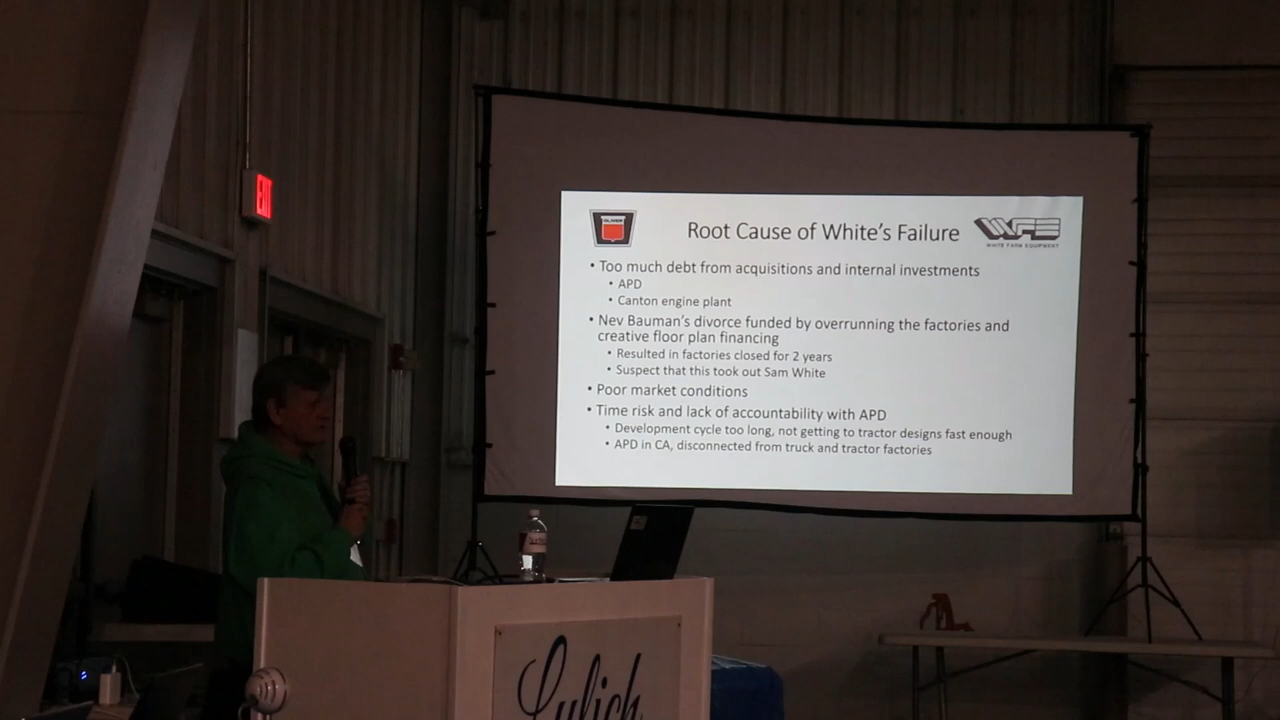 EXIT
OLIVER
Root Cause of White's Failure
WFE
WHITE FARM EQUIPMENT
• Too much debt from acquisitions and internal investments
• APD
• Canton engine plant
• Nev Bauman's divorce funded by overrunning the factories and
creative floor plan financing
• Resulted in factories closed for 2 years
• Suspect that this took out Sam White
• Poor market conditions
• Time risk and lack of accountability with APD
• Development cycle too long, not getting to tractor designs fast enough
• APD in CA, disconnected from truck and tractor factories